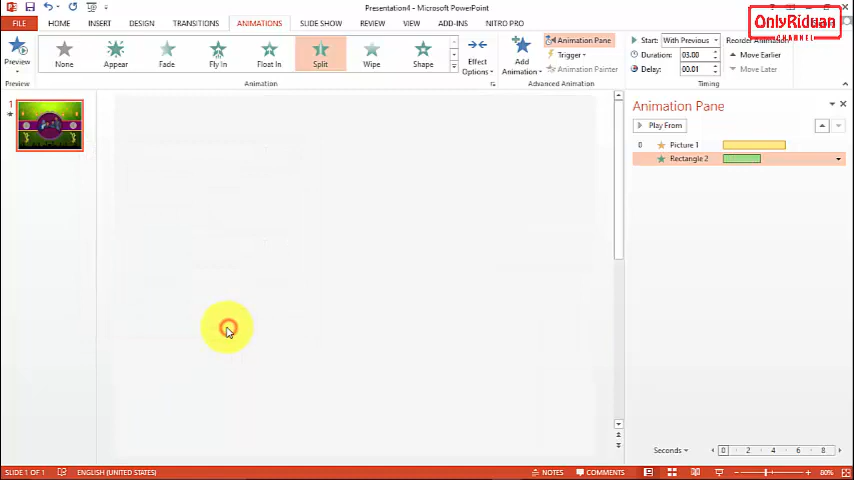 Presentation4 - Microsoft PowerPoint
FILE HOME INSERT DESIGN TRANSITIONS ANIMATIONS SLIDE SHOW REVIEW VIEW ADD-INS NITRO PRO
OnlyRiduan
CHANNEL
Preview
None Appear Fade Fly In Float In Split Wipe Shape
Effect Options
Add Animation
Animation Pane
Trigger
Animation Painter
Start: With Previous
Duration: 03.00
Delay: 00.01
Reorder Animation
Move Earlier
Move Later
Preview Animation Advanced Animation Timing
1
Animation Pane
Play From
0 Picture 1
Rectangle 2
Seconds 0 2 4 6 8
SLIDE 1 OF 1 ENGLISH (UNITED STATES) NOTES COMMENTS 80%